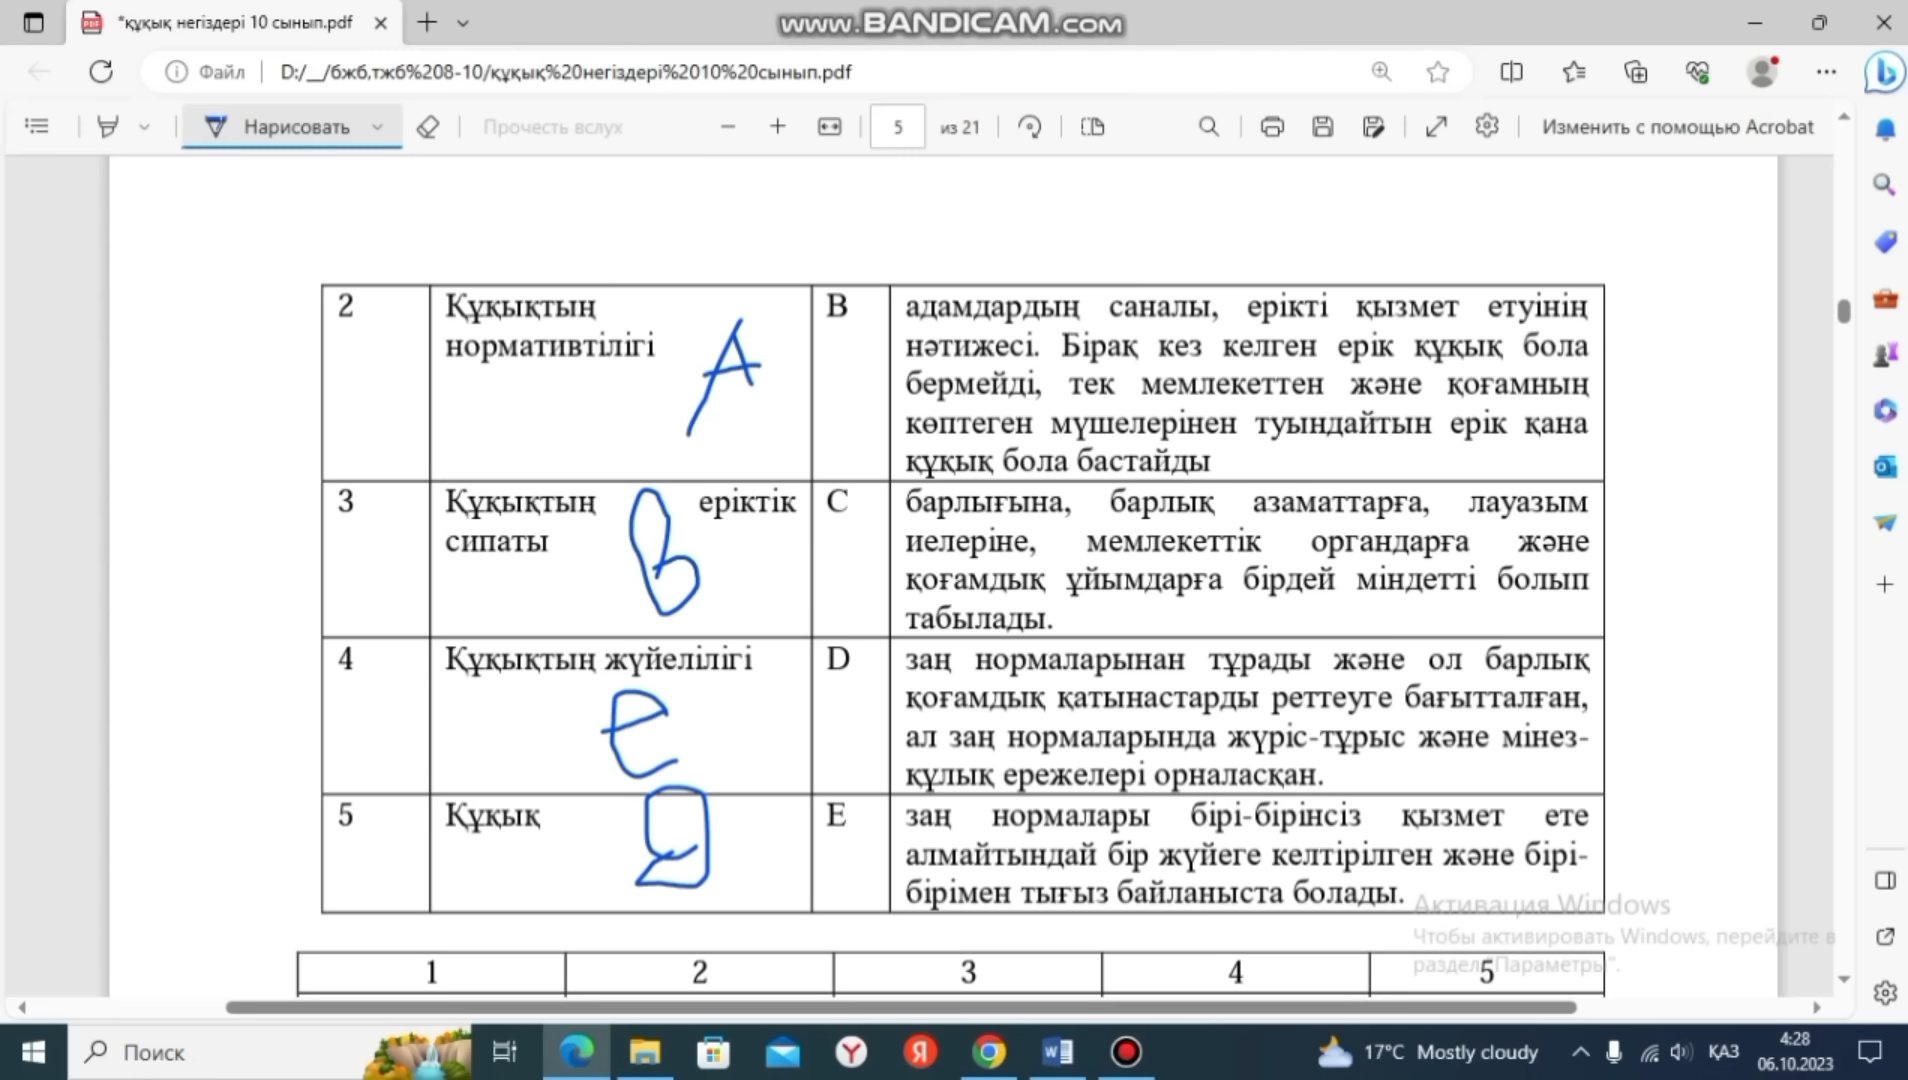 www.BANDICAM.com
*құқық негіздері 10 сынып.pdf
Файл
D:/_/бжб,тжб%208-10/құқық%20негіздері%2010%20сынып.pdf
Нарисовать
Прочесть вслух
5 из 21
Изменить с помощью Acrobat
2
Құқықтың
нормативтілігі
A
B
адамдардың саналы, ерікті қызмет етуінің
нәтижесі. Бірақ кез келген ерік құқық бола
бермейді, тек мемлекеттен және қоғамның
көптеген мүшелерінен туындайтын ерік қана
құқық бола бастайды
3
Құқықтың еріктік
сипаты
B
C
барлығына, барлық азаматтарға, лауазым
иелеріне, мемлекеттік органдарға және
қоғамдық ұйымдарға бірдей міндетті болып
табылады.
4
Құқықтың жүйелілігі
e
D
заң нормаларынан тұрады және ол барлық
қоғамдық қатынастарды реттеуге бағытталған,
ал заң нормаларында жүріс-тұрыс және мінез-
құлық ережелері орналасқан.
5
Құқық
E
заң нормалары бірі-бірінсіз қызмет ете
алмайтындай бір жүйеге келтірілген және бірі-
бірімен тығыз байланыста болады.
Активация Windows
Чтобы активировать Windows, перейдите в
раздел "Параметры".
1 2 3 4 5
Поиск
17°C Mostly cloudy
ҚАЗ
4:28
06.10.2023